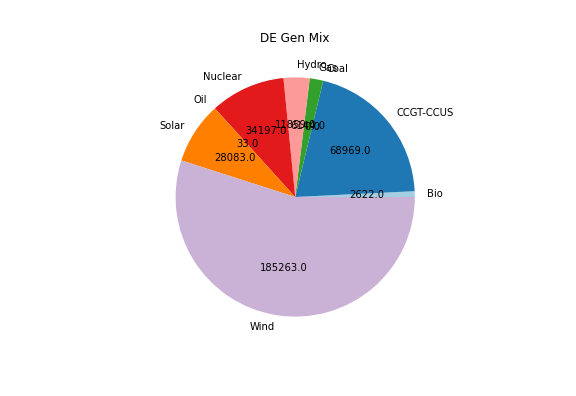 DE Gen Mix
Hydro
Coal
Nuclear
CCGT-CCUS
Oil
Solar
34197.0
33.0
28083.0
68969.0
2622.0
Bio
185263.0
Wind